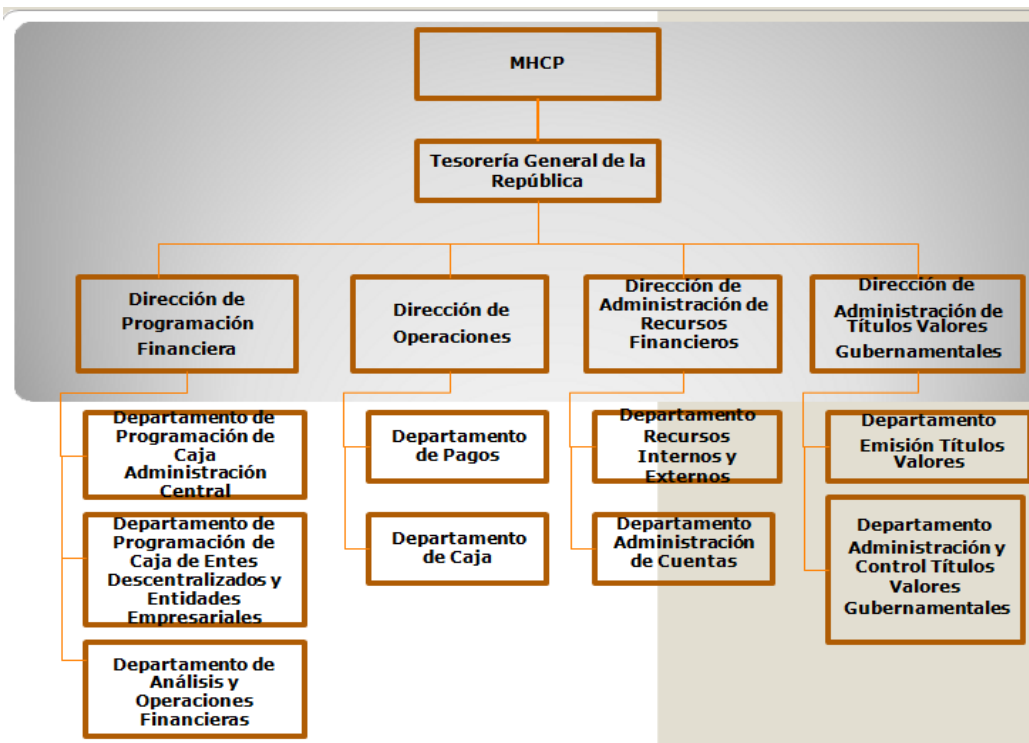 MHCP
Tesorería General de la
República
Dirección de
Programación
Financiera
Dirección de
Operaciones
Dirección de
Administración de
Recursos
Financieros
Dirección de
Administración de
Títulos Valores
Gubernamentales
Departamento de
Programación de
Caja
Administración
Central
Departamento de
Programación de
Caja de Entes
Descentralizados y
Entidades
Empresariales
Departamento de
Análisis y
Operaciones
Financieras
Departamento
de Pagos
Departamento
de Caja
Departamento
Recursos
Internos y
Externos
Departamento
Administración
de Cuentas
Departamento
Emisión Títulos
Valores
Departamento
Administración y
Control Títulos
Valores
Gubernamentales